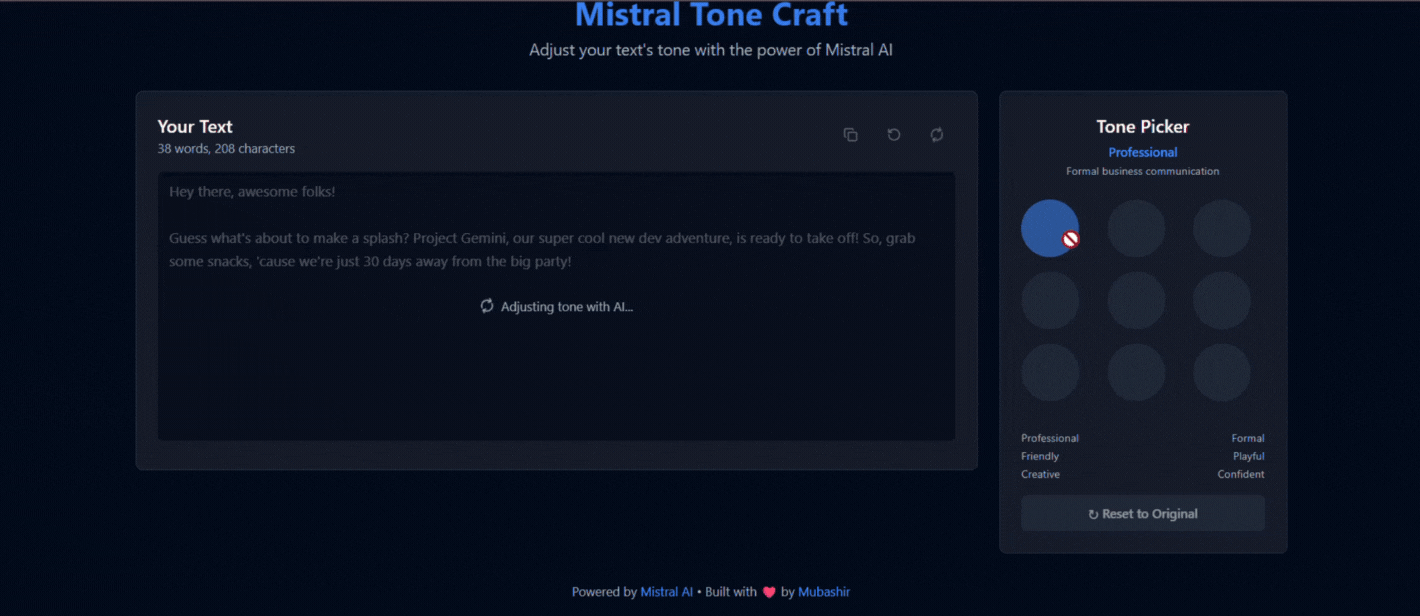 Mistral Tone Craft
Adjust your text's tone with the power of Mistral AI
Your Text
38 words, 208 characters
Hey there, awesome folks!
Guess what's about to make a splash? Project Gemini, our super cool new dev adventure, is ready to take off! So, grab
some snacks, 'cause we're just 30 days away from the big party!
Adjusting tone with AI...
Tone Picker
Professional
Formal business communication
Professional Formal
Friendly Playful
Creative Confident
↻ Reset to Original
Powered by Mistral AI • Built with ❤️ by Mubashir